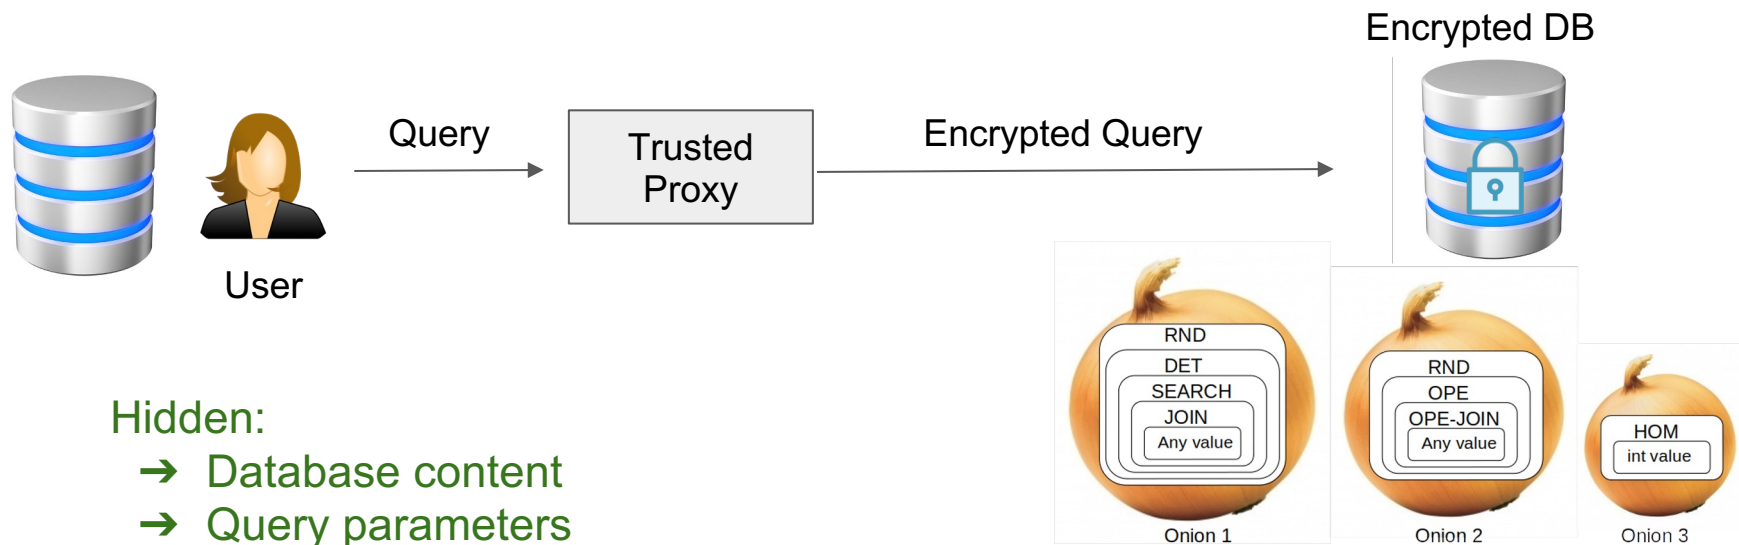 Encrypted DB
Query
Trusted
Proxy
Encrypted Query
User
RND
DET
SEARCH
JOIN
Any value
Onion 1
RND
OPE
OPE-JOIN
Any value
Onion 2
HOM
int value
Onion 3
Hidden:
➔ Database content
➔ Query parameters